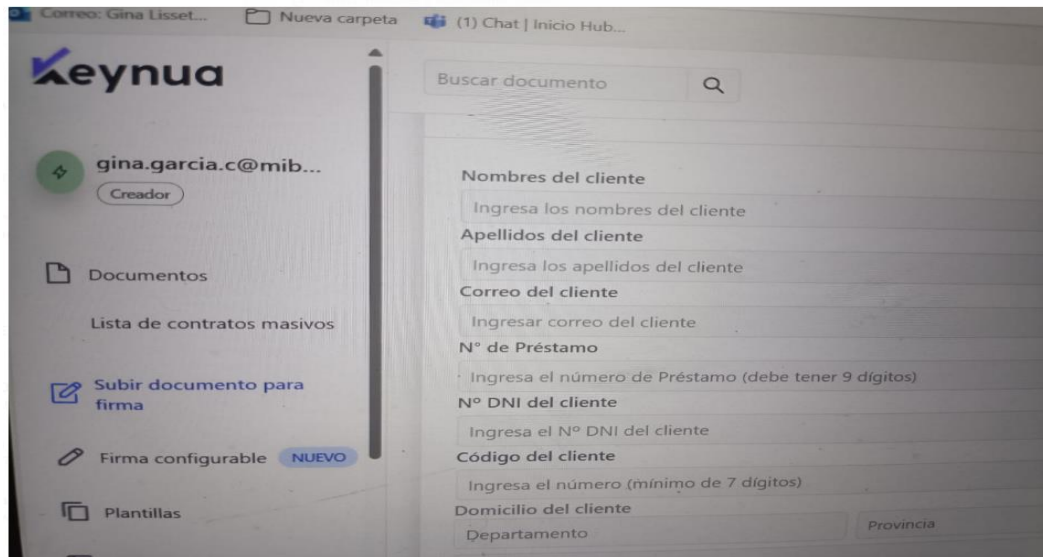 Correo: Gina Lisset...
Nueva carpeta
(1) Chat | Inicio Hub...
Keynua
Buscar documento
gina.garcia.c@mib...
Creador
Documentos
Lista de contratos masivos
Subir documento para
firma
Firma configurable NUEVO
Plantillas
Nombres del cliente
Ingresa los nombres del cliente
Apellidos del cliente
Ingresa los apellidos del cliente
Correo del cliente
Ingresar correo del cliente
N° de Préstamo
Ingresa el número de Préstamo (debe tener 9 dígitos)
Nº DNI del cliente
Ingresa el Nº DNI del cliente
Código del cliente
Ingresa el número (mínimo de 7 dígitos)
Domicilio del cliente
Departamento
Provincia